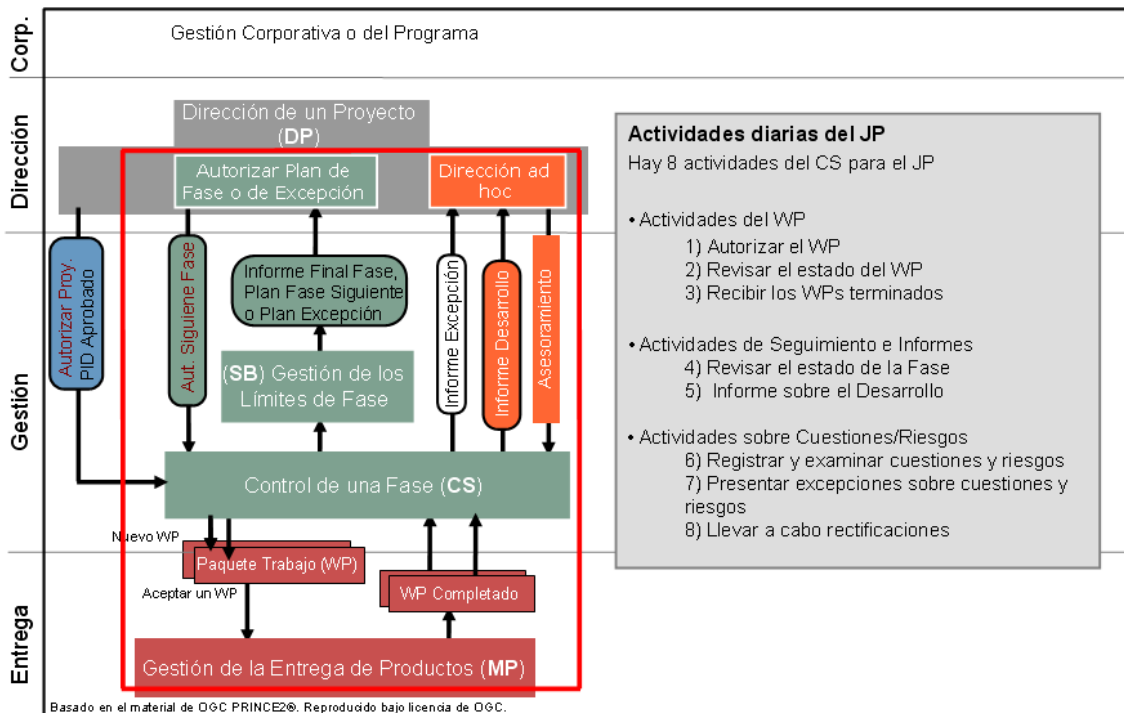 Corp.
Gestión Corporativa o del Programa
Dirección
Dirección de un Proyecto
(DP)
Autorizar Plan de
Fase o de Excepción
Dirección ad
hoc
Gestión
Autorizar Proy.
PID Aprobado
Aut. Siguiene Fase
Informe Final Fase,
Plan Fase Siguiente
o Plan Excepción
Informe Excepción
Informe Desarrollo
Asesoramiento
(SB) Gestión de los
Límites de Fase
Control de una Fase (CS)
Nuevo WP
Paquete Trabajo (WP)
Aceptar un WP
WP Completado
Entrega
Gestión de la Entrega de Productos (MP)
Basado en el material de OGC PRINCE2®. Reproducido bajo licencia de OGC.
Actividades diarias del JP
Hay 8 actividades del CS para el JP
• Actividades del WP
1) Autorizar el WP
2) Revisar el estado del WP
3) Recibir los WPs terminados
• Actividades de Seguimiento e Informes
4) Revisar el estado de la Fase
5) Informe sobre el Desarrollo
• Actividades sobre Cuestiones/Riesgos
6) Registrar y examinar cuestiones y riesgos
7) Presentar excepciones sobre cuestiones y
riesgos
8) Llevar a cabo rectificaciones